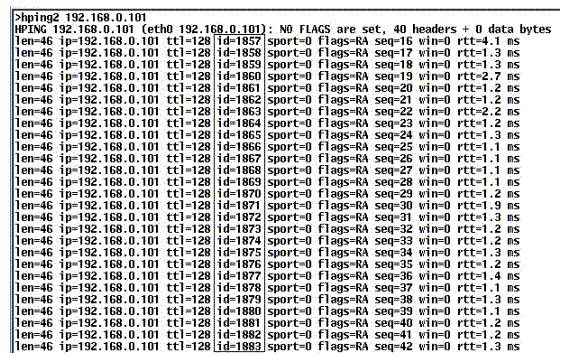 >hping2 192.168.0.101
HPING 192.168.0.101 (eth0 192.168.0.101): NO FLAGS are set, 40 headers + 0 data bytes
len=46 ip=192.168.0.101 ttl=128 id=1857 sport=0 flags=RA seq=16 win=0 rtt=4.1 ms
len=46 ip=192.168.0.101 ttl=128 id=1858 sport=0 flags=RA seq=17 win=0 rtt=1.3 ms
len=46 ip=192.168.0.101 ttl=128 id=1859 sport=0 flags=RA seq=18 win=0 rtt=1.3 ms
len=46 ip=192.168.0.101 ttl=128 id=1860 sport=0 flags=RA seq=19 win=0 rtt=2.7 ms
len=46 ip=192.168.0.101 ttl=128 id=1861 sport=0 flags=RA seq=20 win=0 rtt=1.2 ms
len=46 ip=192.168.0.101 ttl=128 id=1862 sport=0 flags=RA seq=21 win=0 rtt=1.2 ms
len=46 ip=192.168.0.101 ttl=128 id=1863 sport=0 flags=RA seq=22 win=0 rtt=2.2 ms
len=46 ip=192.168.0.101 ttl=128 id=1864 sport=0 flags=RA seq=23 win=0 rtt=1.2 ms
len=46 ip=192.168.0.101 ttl=128 id=1865 sport=0 flags=RA seq=24 win=0 rtt=1.3 ms
len=46 ip=192.168.0.101 ttl=128 id=1866 sport=0 flags=RA seq=25 win=0 rtt=1.1 ms
len=46 ip=192.168.0.101 ttl=128 id=1867 sport=0 flags=RA seq=26 win=0 rtt=1.1 ms
len=46 ip=192.168.0.101 ttl=128 id=1868 sport=0 flags=RA seq=27 win=0 rtt=1.1 ms
len=46 ip=192.168.0.101 ttl=128 id=1869 sport=0 flags=RA seq=28 win=0 rtt=1.1 ms
len=46 ip=192.168.0.101 ttl=128 id=1870 sport=0 flags=RA seq=29 win=0 rtt=1.2 ms
len=46 ip=192.168.0.101 ttl=128 id=1871 sport=0 flags=RA seq=30 win=0 rtt=1.9 ms
len=46 ip=192.168.0.101 ttl=128 id=1872 sport=0 flags=RA seq=31 win=0 rtt=1.3 ms
len=46 ip=192.168.0.101 ttl=128 id=1873 sport=0 flags=RA seq=32 win=0 rtt=1.2 ms
len=46 ip=192.168.0.101 ttl=128 id=1874 sport=0 flags=RA seq=33 win=0 rtt=1.2 ms
len=46 ip=192.168.0.101 ttl=128 id=1875 sport=0 flags=RA seq=34 win=0 rtt=1.3 ms
len=46 ip=192.168.0.101 ttl=128 id=1876 sport=0 flags=RA seq=35 win=0 rtt=1.2 ms
len=46 ip=192.168.0.101 ttl=128 id=1877 sport=0 flags=RA seq=36 win=0 rtt=1.4 ms
len=46 ip=192.168.0.101 ttl=128 id=1878 sport=0 flags=RA seq=37 win=0 rtt=1.1 ms
len=46 ip=192.168.0.101 ttl=128 id=1879 sport=0 flags=RA seq=38 win=0 rtt=1.3 ms
len=46 ip=192.168.0.101 ttl=128 id=1880 sport=0 flags=RA seq=39 win=0 rtt=1.1 ms
len=46 ip=192.168.0.101 ttl=128 id=1881 sport=0 flags=RA seq=40 win=0 rtt=1.2 ms
len=46 ip=192.168.0.101 ttl=128 id=1882 sport=0 flags=RA seq=41 win=0 rtt=1.2 ms
len=46 ip=192.168.0.101 ttl=128 id=1883 sport=0 flags=RA seq=42 win=0 rtt=1.3 ms